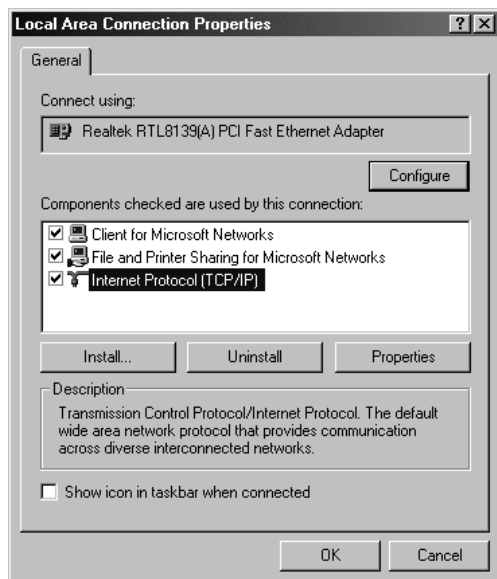 Local Area Connection Properties
General
Connect using:
Realtek RTL8139(A) PCI Fast Ethernet Adapter
Configure
Components checked are used by this connection:
Client for Microsoft Networks
File and Printer Sharing for Microsoft Networks
Internet Protocol (TCP/IP)
Install... Uninstall Properties
Description
Transmission Control Protocol/Internet Protocol. The default
wide area network protocol that provides communication
across diverse interconnected networks.
Show icon in taskbar when connected
OK Cancel